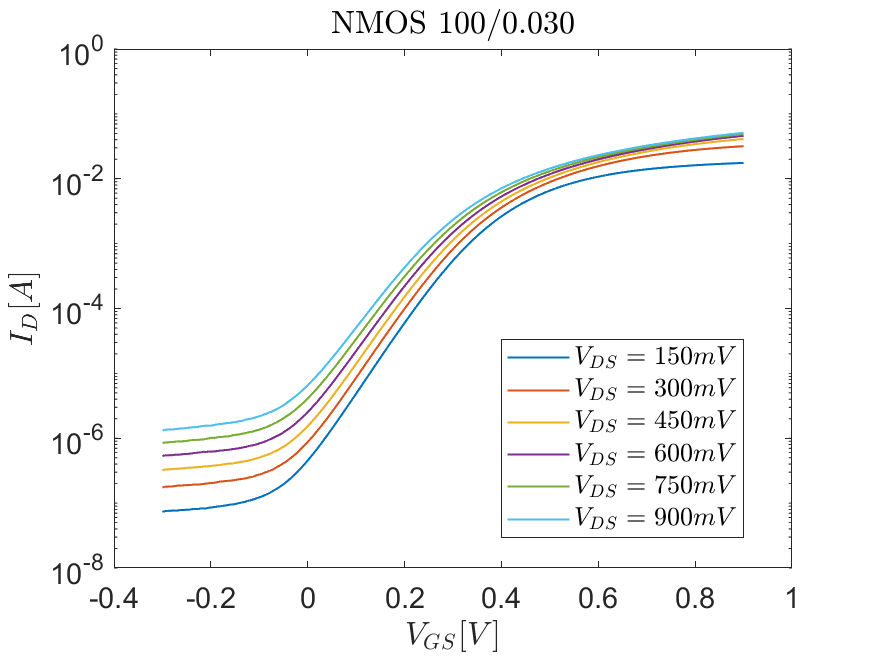 NMOS 100/0.030
10^0
10^-2
10^-4
10^-6
10^-8
I_D[A]
V_DS = 150mV
V_DS = 300mV
V_DS = 450mV
V_DS = 600mV
V_DS = 750mV
V_DS = 900mV
-0.4 -0.2 0 0.2 0.4 0.6 0.8 1
V_GS[V]